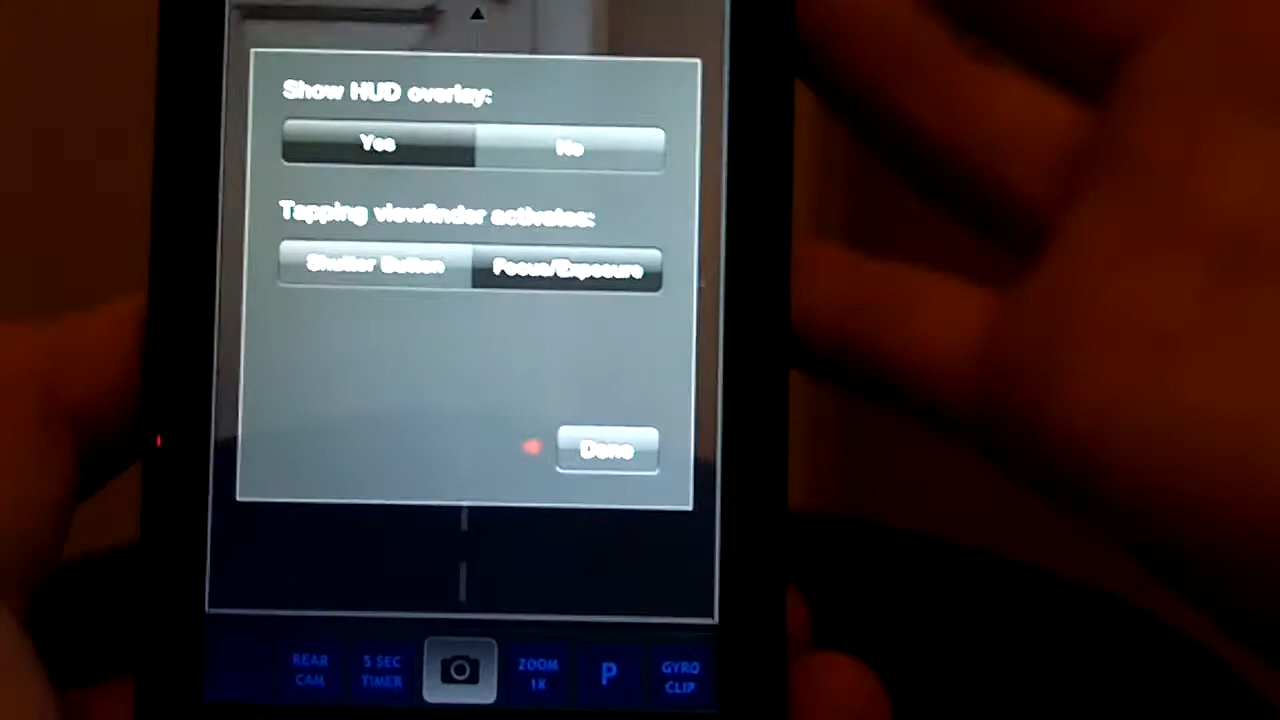 Show HUD overlay:
Yes No
Tapping viewfinder activates:
Shutter Button Focus/Exposure
Done
REAR CAM
5 SEC TIMER
ZOOM 1X
P
GYRO CLIP